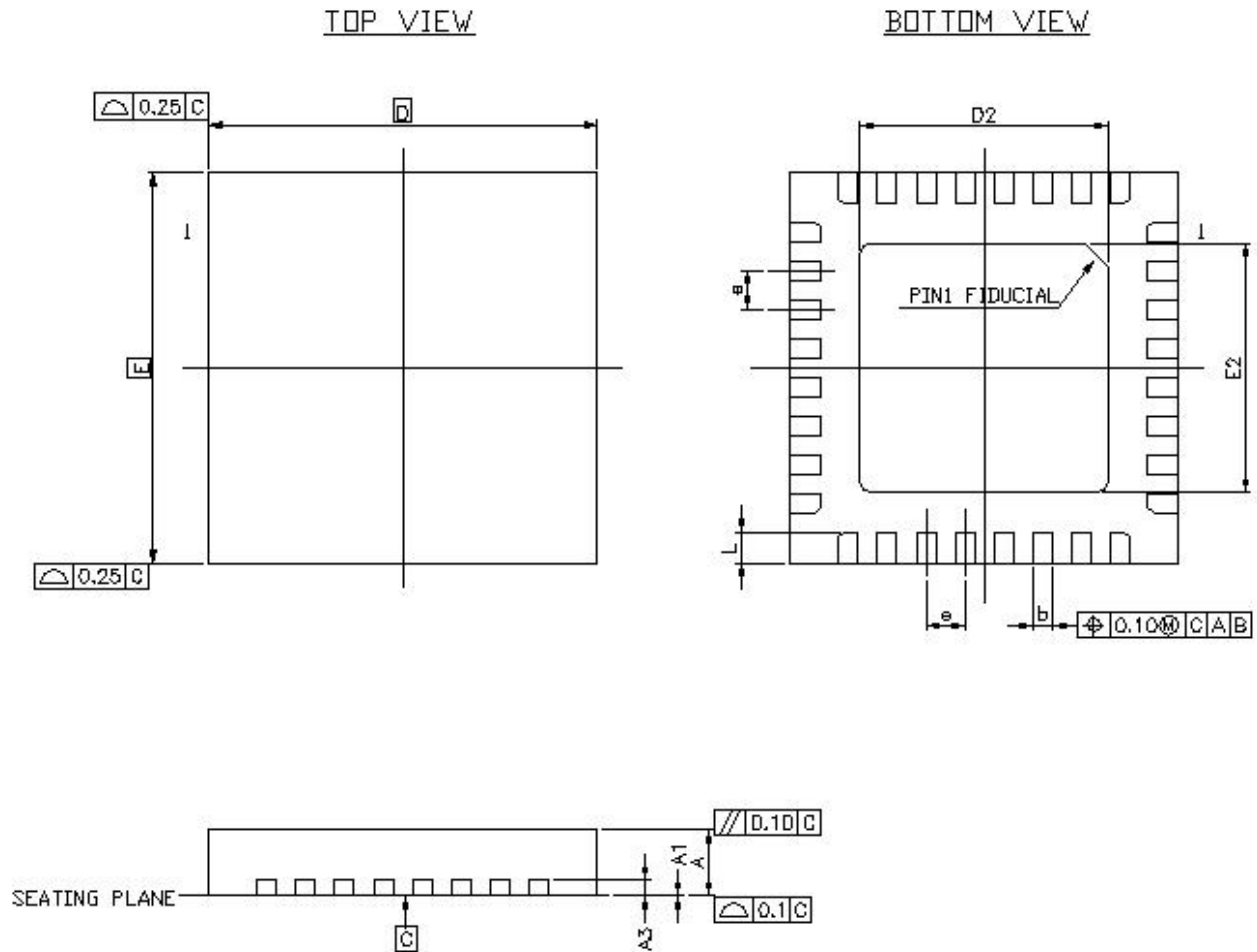 TOP VIEW
BOTTOM VIEW
⌓ 0.25 C
D
D2
1
1
e
PIN1 FIDUCIAL
E
E2
L
⌓ 0.25 C
e
b
⌖ 0.10Ⓜ C A B
// 0.10 C
A1
A
SEATING PLANE
⌓ 0.1 C
C
A3